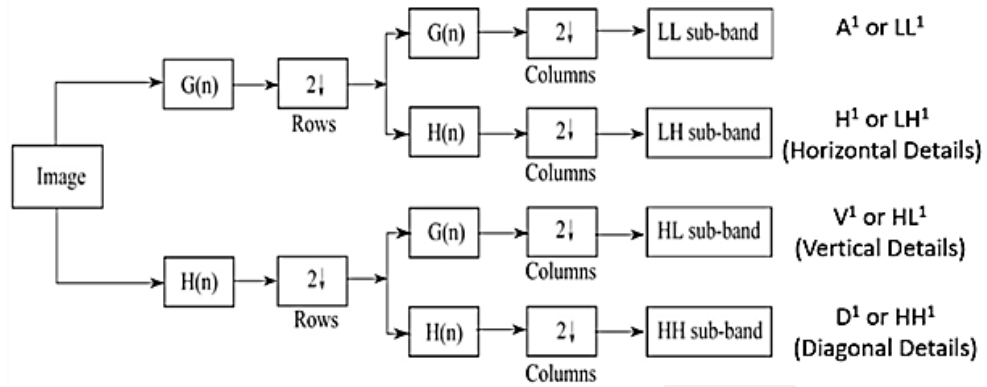 G(n)
2↓
LL sub-band
A¹ or LL¹
Columns
G(n)
2↓
Rows
H(n)
2↓
LH sub-band
H¹ or LH¹
(Horizontal Details)
Columns
Image
G(n)
2↓
HL sub-band
V¹ or HL¹
(Vertical Details)
Columns
H(n)
2↓
Rows
H(n)
2↓
HH sub-band
D¹ or HH¹
(Diagonal Details)
Columns